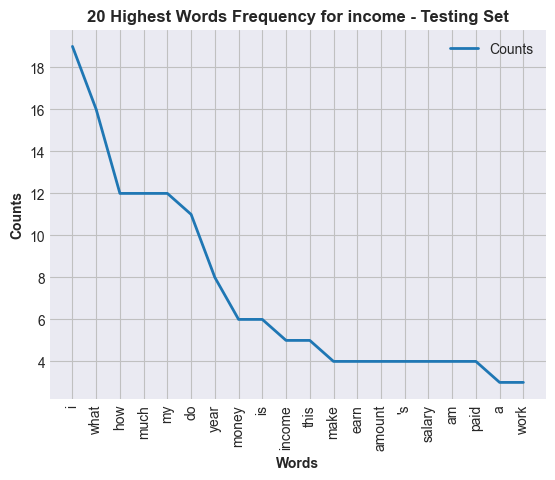 20 Highest Words Frequency for income - Testing Set
Counts
18
16
14
12
10
8
6
4
Counts
i
what
how
much
my
do
year
money
is
income
this
make
earn
amount
's
salary
am
paid
a
work
Words